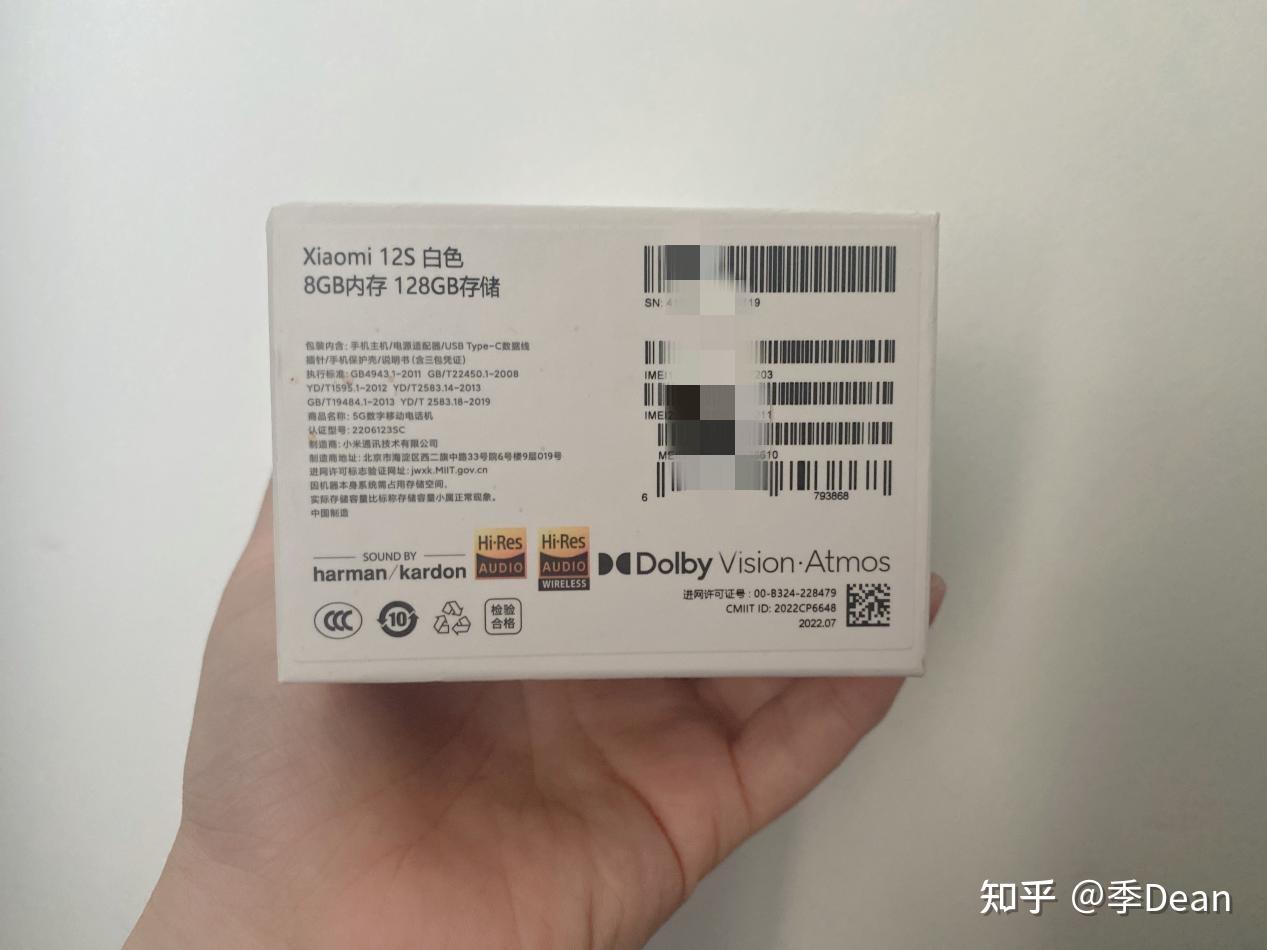 Xiaomi 12S 白色
8GB内存 128GB存储
包装内含: 手机主机/电源适配器/USB Type-C数据线
插针/手机保护壳/说明书(含三包凭证)
执行标准: GB4943.1-2011 GB/T22450.1-2008
YD/T1595.1-2012 YD/T2583.14-2013
GB/T19484.1-2013 YD/T 2583.18-2019
商品名称: 5G数字移动电话机
认证型号: 2206123SC
制造商: 小米通讯技术有限公司
制造商地址: 北京市海淀区西二旗中路33号院6号楼9层019号
进网许可标志验证网址: jwxk.MIIT.gov.cn
因机器本身系统需占用存储空间,
实际存储容量比标称存储容量小属正常现象。
中国制造
SN:
IMEI
IMEI2
6 793868
SOUND BY
harman/kardon
Hi-Res
AUDIO
Hi-Res
AUDIO
WIRELESS
Dolby Vision·Atmos
CCC
10
检验
合格
进网许可证号: 00-B324-228479
CMIIT ID: 2022CP6648
2022.07
知乎 @季Dean